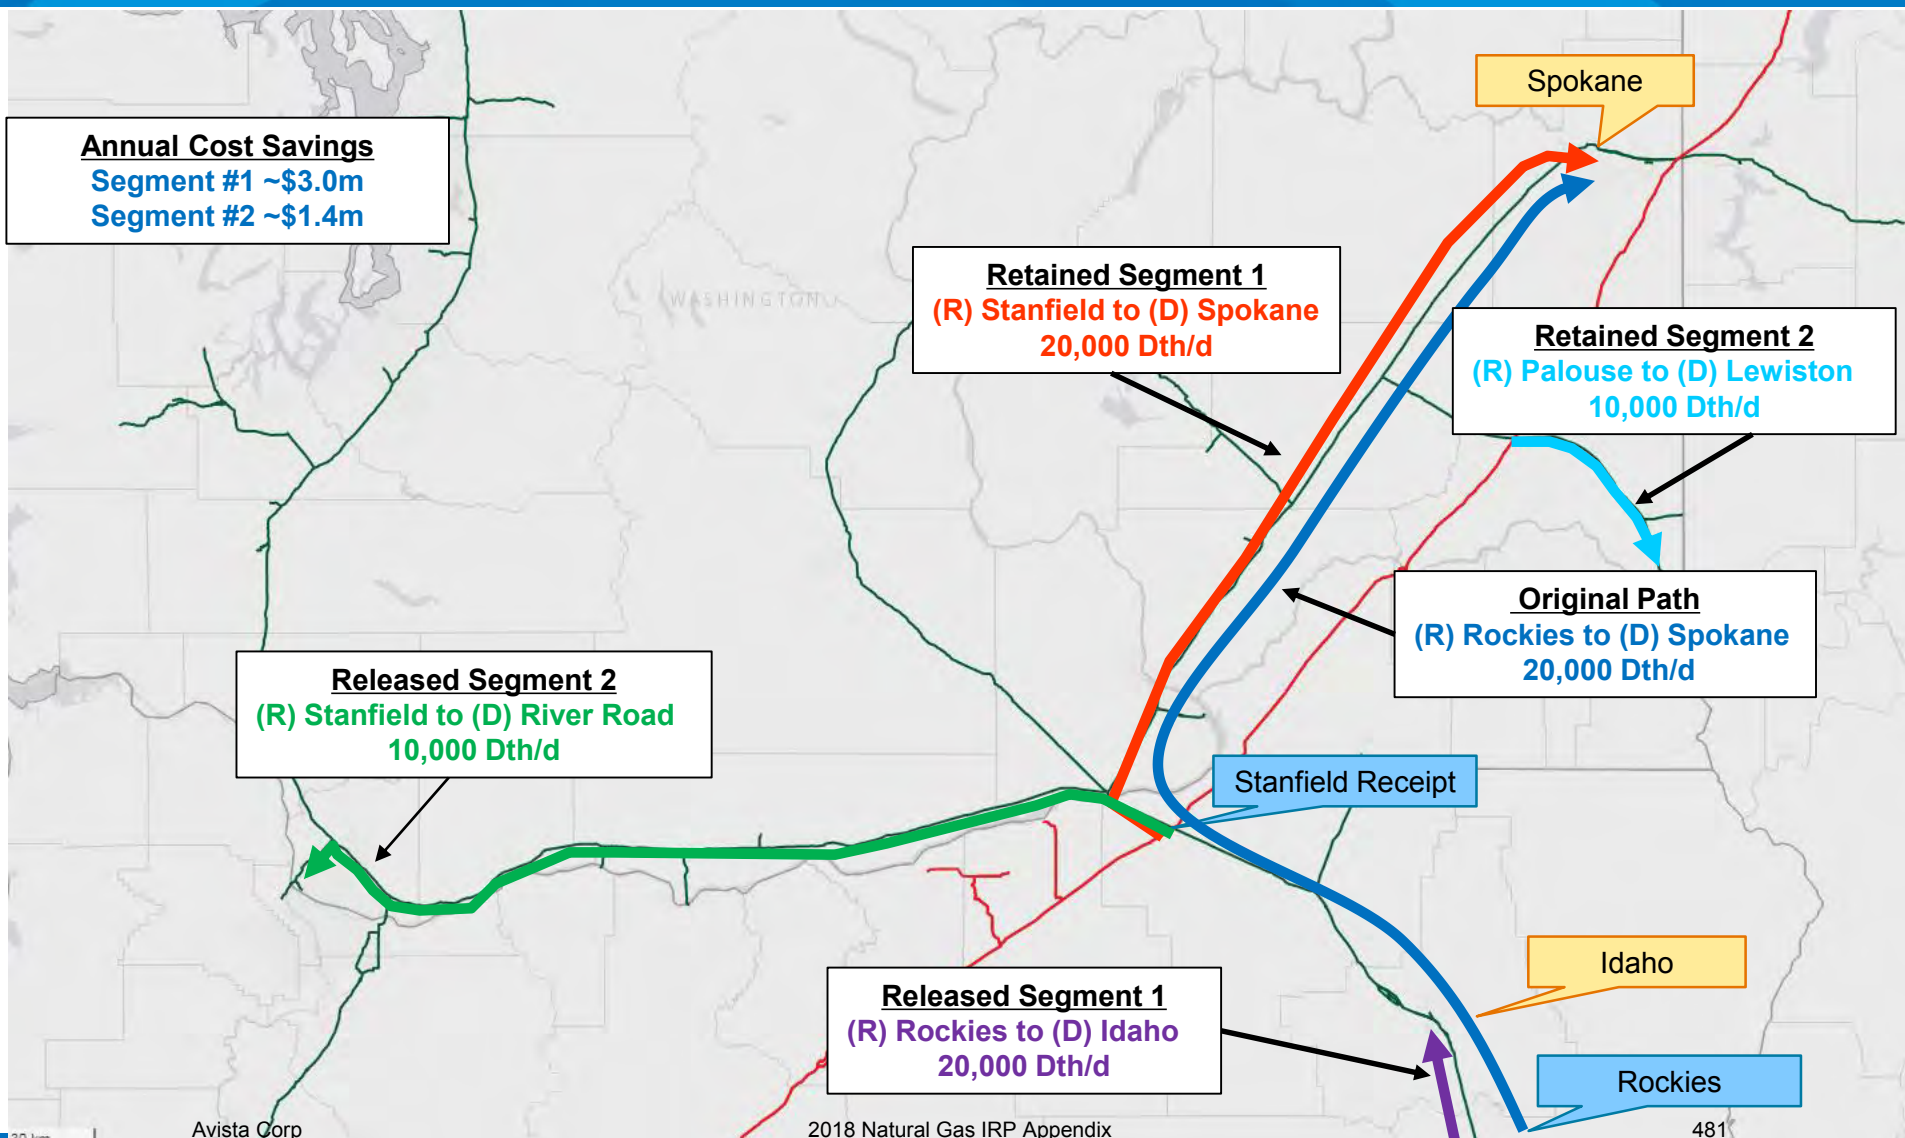 Spokane
Annual Cost Savings
Segment #1 ~$3.0m
Segment #2 ~$1.4m
WASHINGTON
Retained Segment 1
(R) Stanfield to (D) Spokane
20,000 Dth/d
Retained Segment 2
(R) Palouse to (D) Lewiston
10,000 Dth/d
Original Path
(R) Rockies to (D) Spokane
20,000 Dth/d
Released Segment 2
(R) Stanfield to (D) River Road
10,000 Dth/d
Stanfield Receipt
Idaho
Released Segment 1
(R) Rockies to (D) Idaho
20,000 Dth/d
Rockies
Avista Corp
2018 Natural Gas IRP Appendix
481